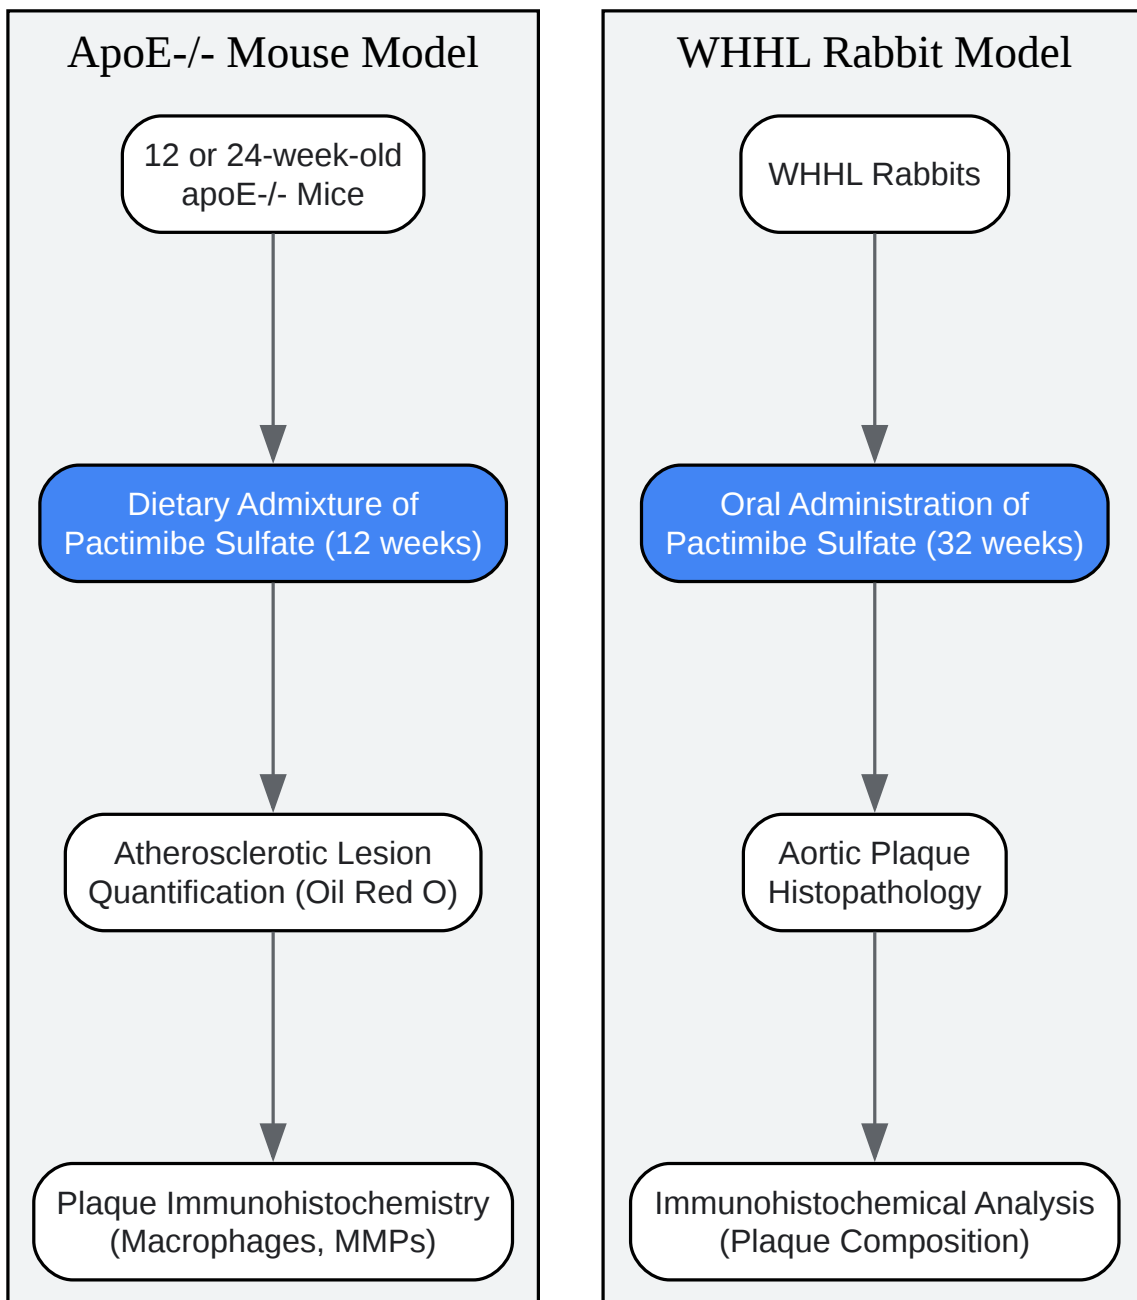 ApoE-/- Mouse Model
12 or 24-week-old
apoE-/- Mice
Dietary Admixture of
Pactimibe Sulfate (12 weeks)
Atherosclerotic Lesion
Quantification (Oil Red O)
Plaque Immunohistochemistry
(Macrophages, MMPs)
WHHL Rabbit Model
WHHL Rabbits
Oral Administration of
Pactimibe Sulfate (32 weeks)
Aortic Plaque
Histopathology
Immunohistochemical Analysis
(Plaque Composition)